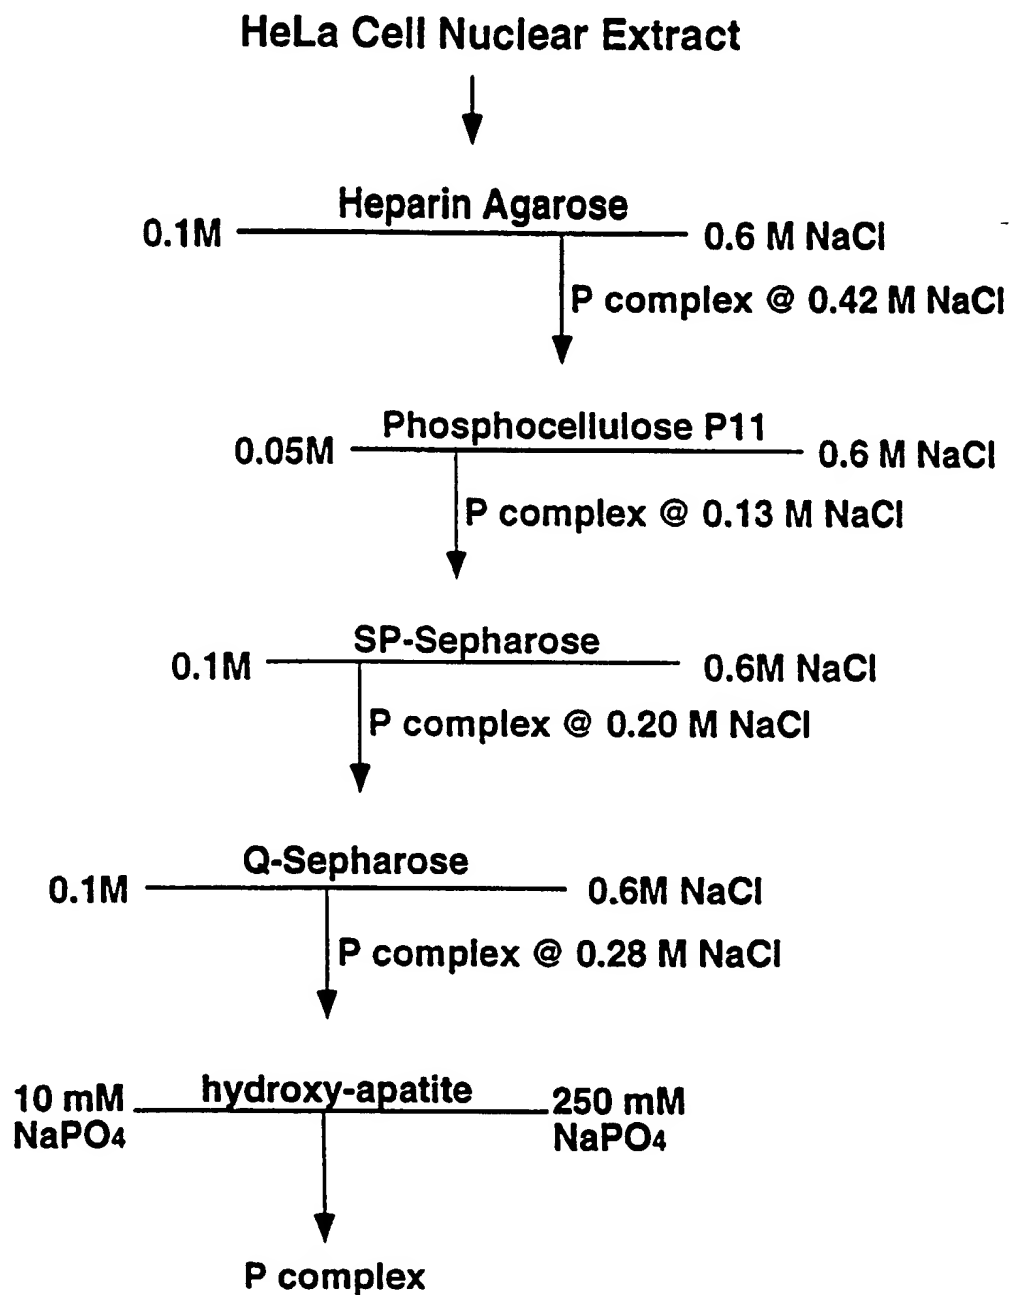 HeLa Cell Nuclear Extract
Heparin Agarose
0.1M
0.6 M NaCl
P complex @ 0.42 M NaCl
Phosphocellulose P11
0.05M
0.6 M NaCl
P complex @ 0.13 M NaCl
SP-Sepharose
0.1M
0.6M NaCl
P complex @ 0.20 M NaCl
Q-Sepharose
0.1M
0.6M NaCl
P complex @ 0.28 M NaCl
hydroxy-apatite
10 mM
NaPO4
250 mM
NaPO4
P complex